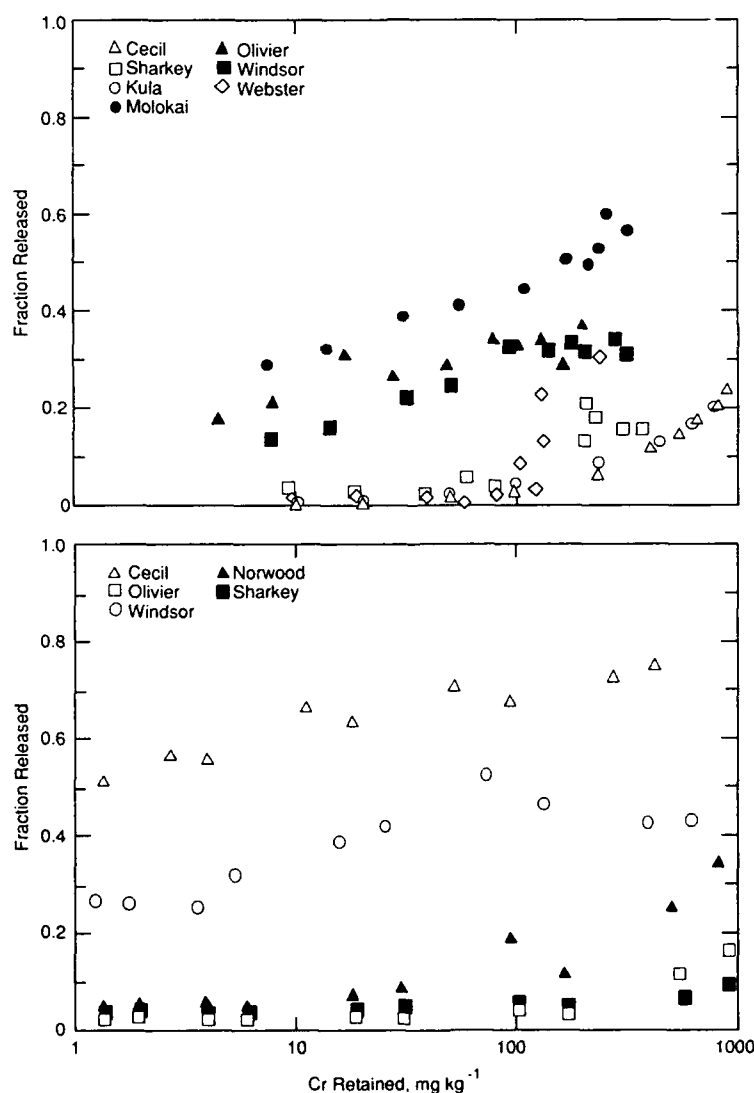 1.0
Cecil
Olivier
Sharkey
Windsor
Kula
Webster
Molokai
0.8
0.6
0.4
0.2
0
Fraction Released
1.0
Cecil
Norwood
Olivier
Sharkey
Windsor
0.8
0.6
0.4
0.2
0
Fraction Released
1
10
100
1000
Cr Retained, mg kg⁻¹